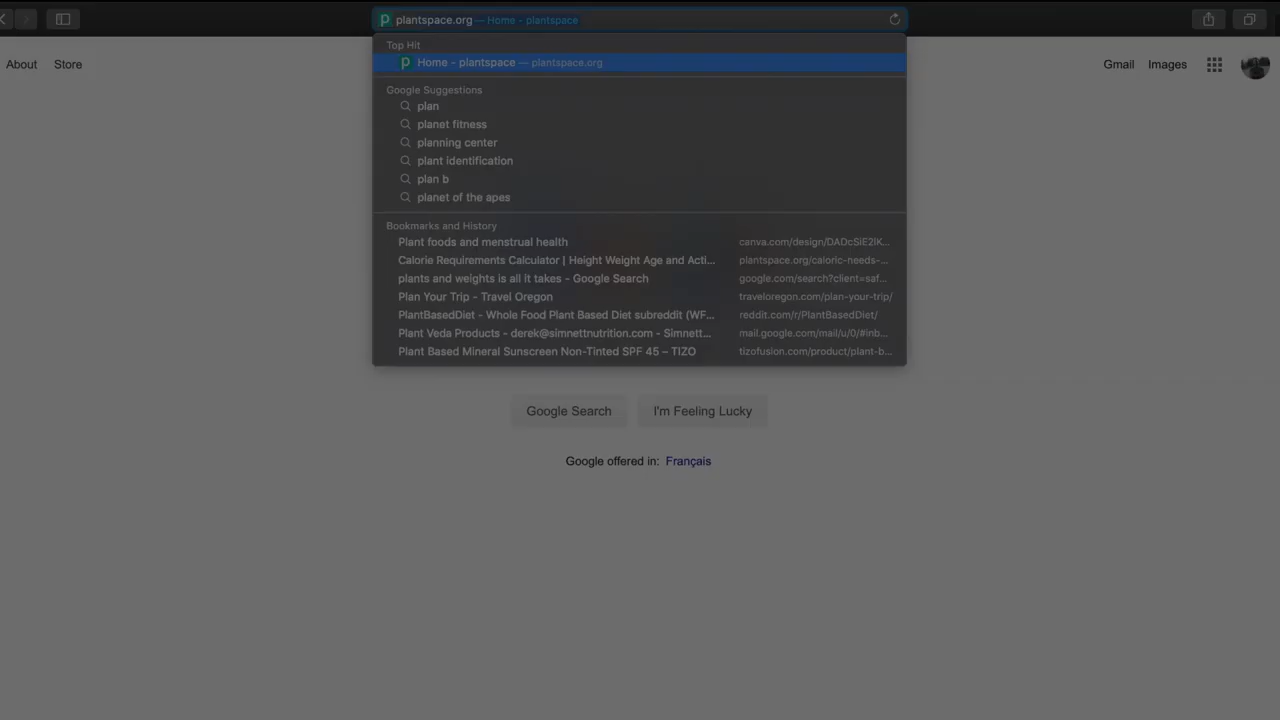 plantspace.org — Home - plantspace
Top Hit
Home - plantspace — plantspace.org
Google Suggestions
plan
planet fitness
planning center
plant identification
plan b
planet of the apes
Bookmarks and History
Plant foods and menstrual health canva.com/design/DADcSiE2lK...
Calorie Requirements Calculator | Height Weight Age and Acti... plantspace.org/caloric-needs-...
plants and weights is all it takes - Google Search google.com/search?client=saf...
Plan Your Trip - Travel Oregon traveloregon.com/plan-your-trip/
PlantBasedDiet - Whole Food Plant Based Diet subreddit (WF... reddit.com/r/PlantBasedDiet/
Plant Veda Products - derek@simnettnutrition.com - Simnett... mail.google.com/mail/u/0/#inb...
Plant Based Mineral Sunscreen Non-Tinted SPF 45 – TIZO tizofusion.com/product/plant-b...
About Store Gmail Images
Google Search I'm Feeling Lucky
Google offered in: Français